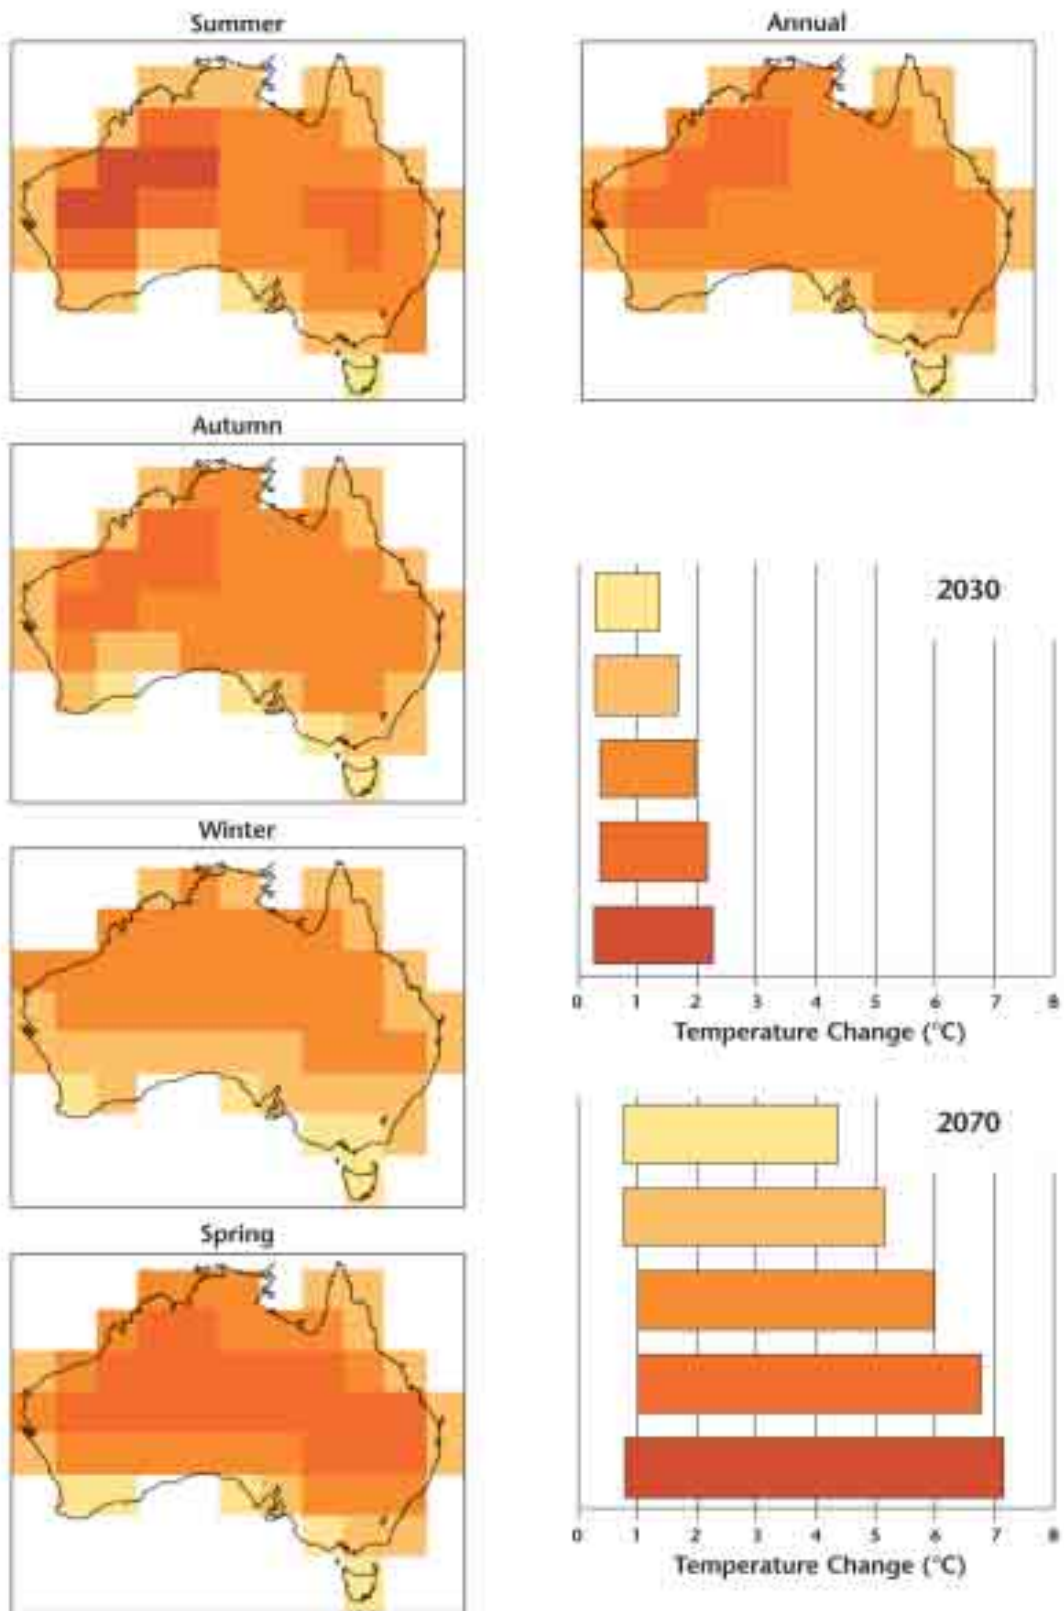 Summer
Annual
Autumn
Winter
Spring
2030
0 1 2 3 4 5 6 7 8
Temperature Change (°C)
2070
0 1 2 3 4 5 6 7 8
Temperature Change (°C)